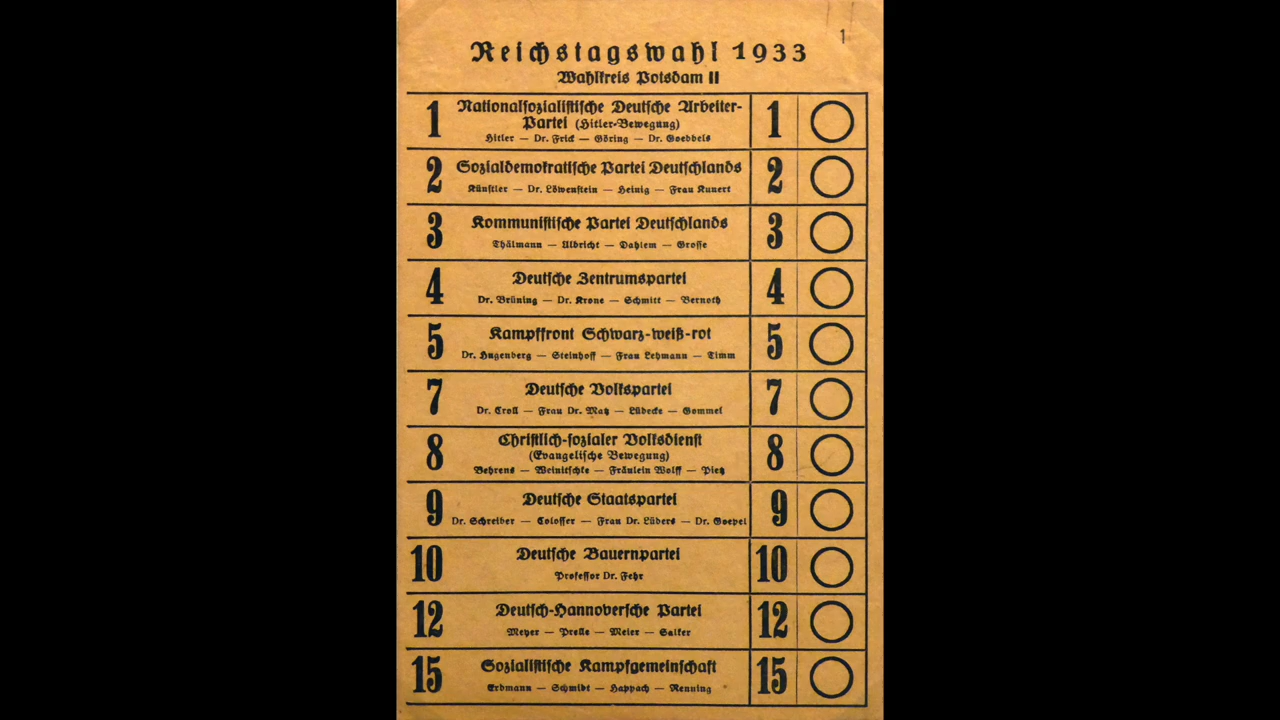 1
Reichstagswahl 1933
Wahlkreis Potsdam II
1 Nationalsozialistische Deutsche Arbeiter- 1
Partei (Hitler-Bewegung)
Hitler — Dr. Frick — Göring — Dr. Goebbels
2 Sozialdemokratische Partei Deutschlands 2
Künstler — Dr. Löwenstein — Heinig — Frau Kunert
3 Kommunistische Partei Deutschlands 3
Thälmann — Ulbricht — Dahlem — Grosse
4 Deutsche Zentrumspartei 4
Dr. Brüning — Dr. Krone — Schmitt — Bernoth
5 Kampffront Schwarz-weiß-rot 5
Dr. Hugenberg — Steinhoff — Frau Lehmann — Timm
7 Deutsche Volkspartei 7
Dr. Croll — Frau Dr. Matz — Lübecke — Gommel
8 Christlich-sozialer Volksdienst 8
(Evangelische Bewegung)
Behrens — Weinitschke — Fräulein Wolff — Pietz
9 Deutsche Staatspartei 9
Dr. Schreiber — Colosser — Frau Dr. Lüders — Dr. Goepel
10 Deutsche Bauernpartei 10
Professor Dr. Fehr
12 Deutsch-Hannoversche Partei 12
Meyer — Prelle — Meier — Salker
15 Sozialistische Kampfgemeinschaft 15
Erdmann — Schmidt — Happach — Renning